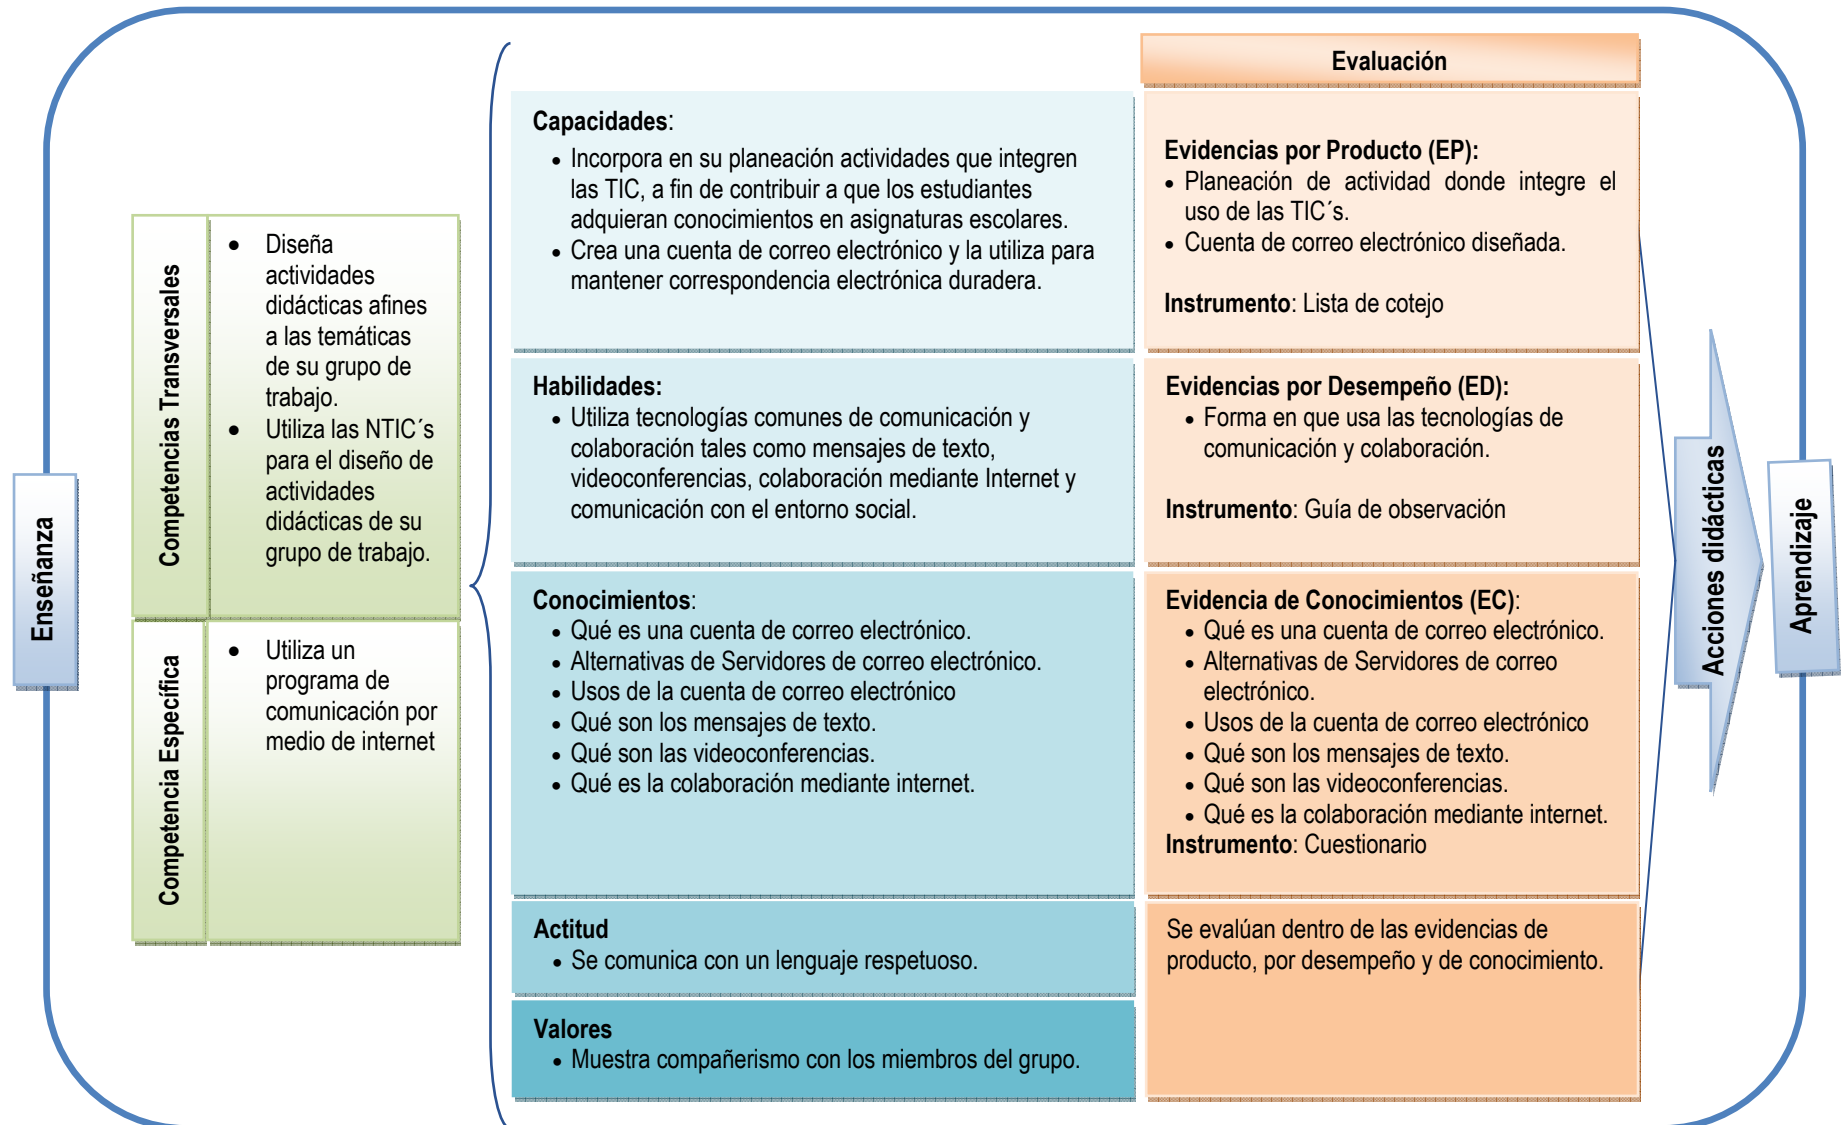 Enseñanza
Competencias Transversales
• Diseña
actividades
didácticas afines
a las temáticas
de su grupo de
trabajo.
• Utiliza las NTIC´s
para el diseño de
actividades
didácticas de su
grupo de trabajo.
Competencia Específica
• Utiliza un
programa de
comunicación por
medio de internet
Capacidades:
• Incorpora en su planeación actividades que integren
las TIC, a fin de contribuir a que los estudiantes
adquieran conocimientos en asignaturas escolares.
• Crea una cuenta de correo electrónico y la utiliza para
mantener correspondencia electrónica duradera.
Habilidades:
• Utiliza tecnologías comunes de comunicación y
colaboración tales como mensajes de texto,
videoconferencias, colaboración mediante Internet y
comunicación con el entorno social.
Conocimientos:
• Qué es una cuenta de correo electrónico.
• Alternativas de Servidores de correo electrónico.
• Usos de la cuenta de correo electrónico
• Qué son los mensajes de texto.
• Qué son las videoconferencias.
• Qué es la colaboración mediante internet.
Actitud
• Se comunica con un lenguaje respetuoso.
Valores
• Muestra compañerismo con los miembros del grupo.
Evaluación
Evidencias por Producto (EP):
• Planeación de actividad donde integre el
uso de las TIC´s.
• Cuenta de correo electrónico diseñada.
Instrumento: Lista de cotejo
Evidencias por Desempeño (ED):
• Forma en que usa las tecnologías de
comunicación y colaboración.
Instrumento: Guía de observación
Evidencia de Conocimientos (EC):
• Qué es una cuenta de correo electrónico.
• Alternativas de Servidores de correo
electrónico.
• Usos de la cuenta de correo electrónico
• Qué son los mensajes de texto.
• Qué son las videoconferencias.
• Qué es la colaboración mediante internet.
Instrumento: Cuestionario
Se evalúan dentro de las evidencias de
producto, por desempeño y de conocimiento.
Acciones didácticas
Aprendizaje